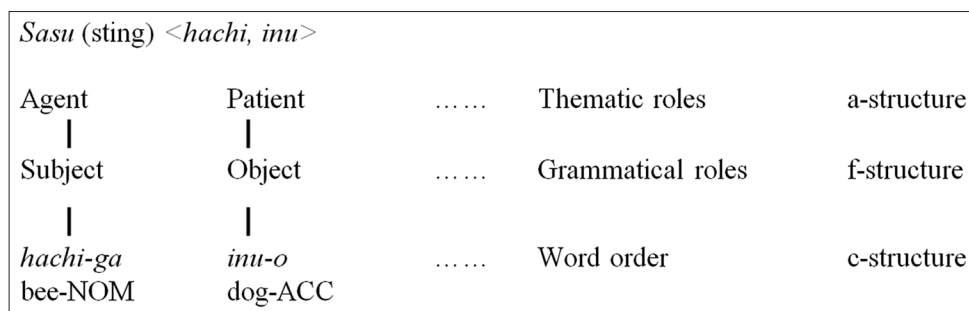 Sasu (sting) <hachi, inu>
Agent Patient …… Thematic roles a-structure
Subject Object …… Grammatical roles f-structure
hachi-ga inu-o …… Word order c-structure
bee-NOM dog-ACC